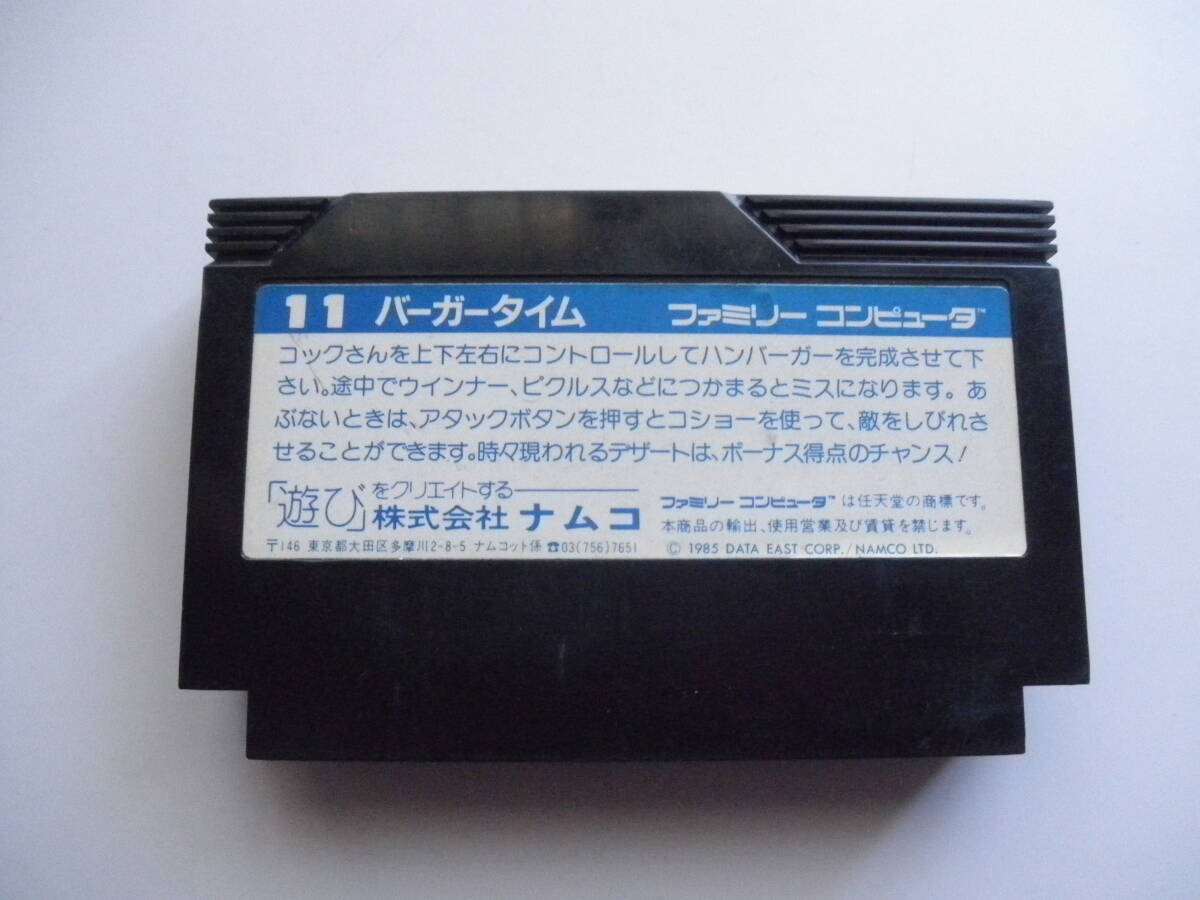 11 バーガータイム ファミリー コンピュータ™
コックさんを上下左右にコントロールしてハンバーガーを完成させて下
さい。途中でウインナー、ピクルスなどにつかまるとミスになります。あ
ぶないときは、アタックボタンを押すとコショーを使って、敵をしびれさ
せることができます。時々現われるデザートは、ボーナス得点のチャンス!
「遊び」をクリエイトする
株式会社 ナムコ
〒146 東京都大田区多摩川2-8-5 ナムコット係 ☎03(756)7651
ファミリー コンピュータ™ は任天堂の商標です。
本商品の輸出、使用営業及び賃貸を禁じます。
© 1985 DATA EAST CORP./NAMCO LTD.